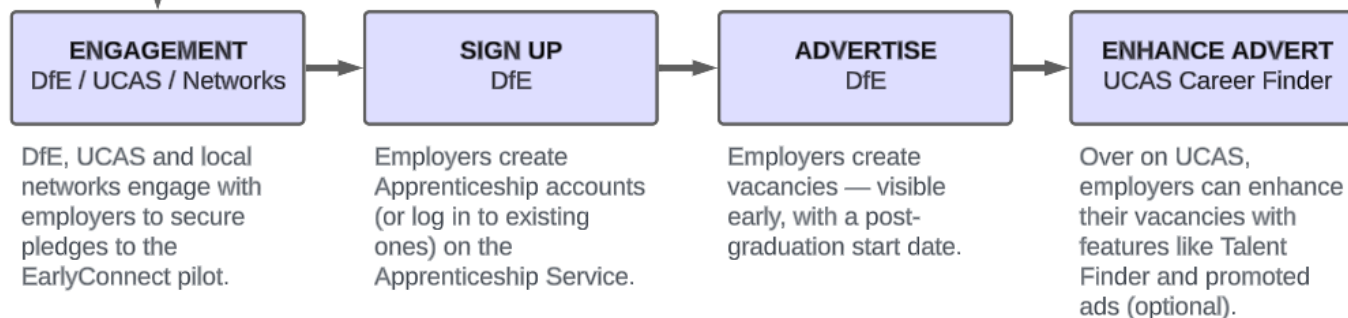 ENGAGEMENT
DfE / UCAS / Networks
DfE, UCAS and local
networks engage with
employers to secure
pledges to the
EarlyConnect pilot.
SIGN UP
DfE
Employers create
Apprenticeship accounts
(or log in to existing
ones) on the
Apprenticeship Service.
ADVERTISE
DfE
Employers create
vacancies — visible
early, with a post-
graduation start date.
ENHANCE ADVERT
UCAS Career Finder
Over on UCAS,
employers can enhance
their vacancies with
features like Talent
Finder and promoted
ads (optional).